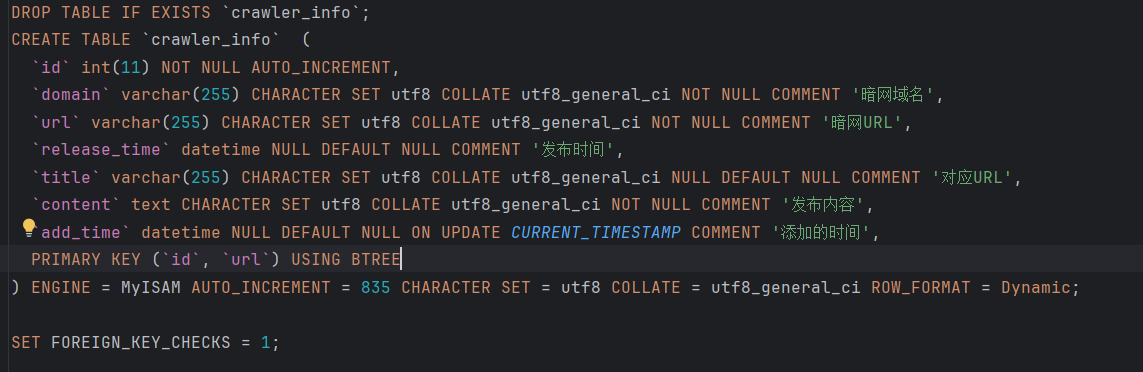 DROP TABLE IF EXISTS `crawler_info`;
CREATE TABLE `crawler_info`  (
  `id` int(11) NOT NULL AUTO_INCREMENT,
  `domain` varchar(255) CHARACTER SET utf8 COLLATE utf8_general_ci NOT NULL COMMENT '暗网域名',
  `url` varchar(255) CHARACTER SET utf8 COLLATE utf8_general_ci NOT NULL COMMENT '暗网URL',
  `release_time` datetime NULL DEFAULT NULL COMMENT '发布时间',
  `title` varchar(255) CHARACTER SET utf8 COLLATE utf8_general_ci NULL DEFAULT NULL COMMENT '对应URL',
  `content` text CHARACTER SET utf8 COLLATE utf8_general_ci NOT NULL COMMENT '发布内容',
  add_time` datetime NULL DEFAULT NULL ON UPDATE CURRENT_TIMESTAMP COMMENT '添加的时间',
  PRIMARY KEY (`id`, `url`) USING BTREE
) ENGINE = MyISAM AUTO_INCREMENT = 835 CHARACTER SET = utf8 COLLATE = utf8_general_ci ROW_FORMAT = Dynamic;
SET FOREIGN_KEY_CHECKS = 1;